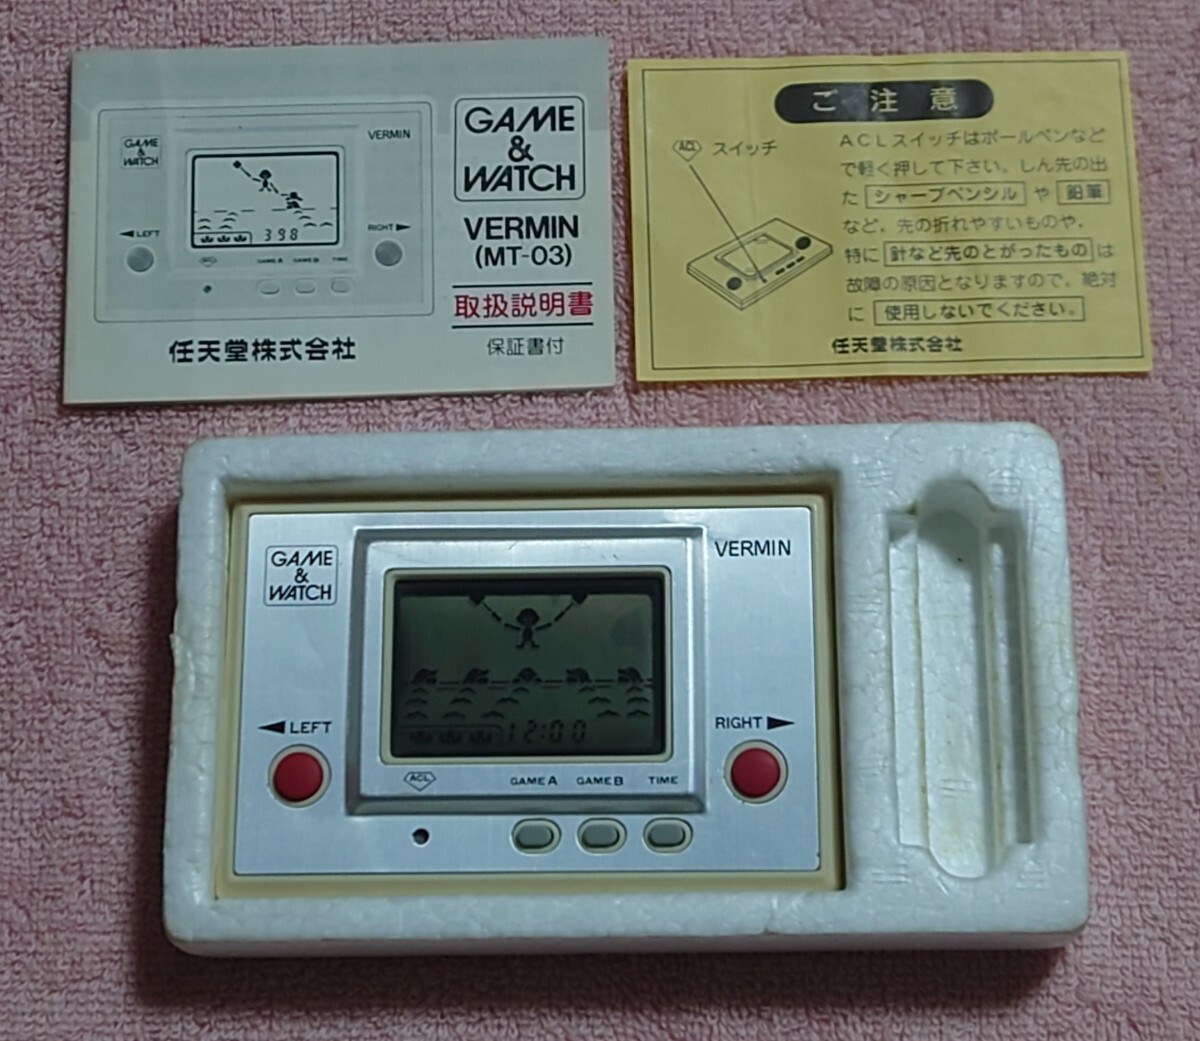 GAME
& WATCH
VERMIN
◀LEFT
RIGHT▶
398
ACL
GAME A GAME B TIME
任天堂株式会社
GAME
&
WATCH
VERMIN
(MT-03)
取扱説明書
保証書付
ご注意
ACL スイッチ
ACLスイッチはボールペンなど
で軽く押して下さい。しん先の出
た シャープペンシル や 鉛筆
など、先の折れやすいものや、
特に 針など先のとがったもの は
故障の原因となりますので、絶対
に 使用しないでください。
任天堂株式会社
GAME
&
WATCH
VERMIN
◀LEFT
RIGHT▶
12:00
ACL
GAME A GAME B TIME